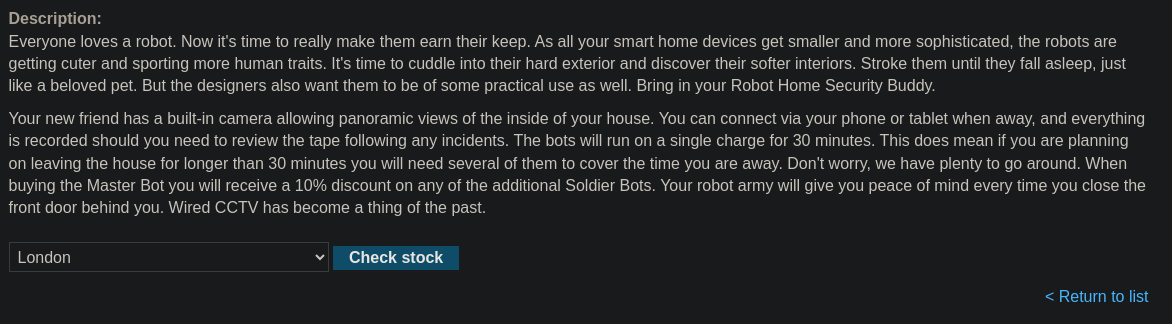 Description:
Everyone loves a robot. Now it's time to really make them earn their keep. As all your smart home devices get smaller and more sophisticated, the robots are
getting cuter and sporting more human traits. It's time to cuddle into their hard exterior and discover their softer interiors. Stroke them until they fall asleep, just
like a beloved pet. But the designers also want them to be of some practical use as well. Bring in your Robot Home Security Buddy.
Your new friend has a built-in camera allowing panoramic views of the inside of your house. You can connect via your phone or tablet when away, and everything
is recorded should you need to review the tape following any incidents. The bots will run on a single charge for 30 minutes. This does mean if you are planning
on leaving the house for longer than 30 minutes you will need several of them to cover the time you are away. Don't worry, we have plenty to go around. When
buying the Master Bot you will receive a 10% discount on any of the additional Soldier Bots. Your robot army will give you peace of mind every time you close the
front door behind you. Wired CCTV has become a thing of the past.
London Check stock
< Return to list